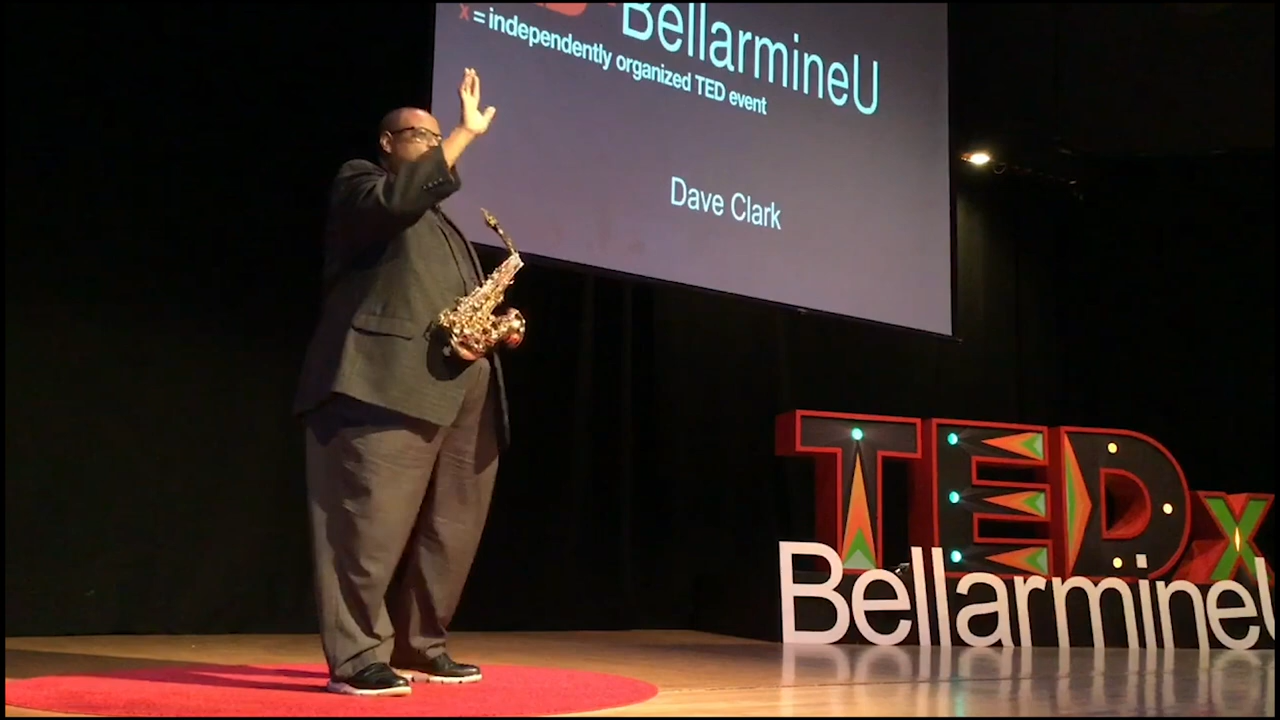 BellarmineU
x = independently organized TED event
Dave Clark
TEDx
BellarmineU